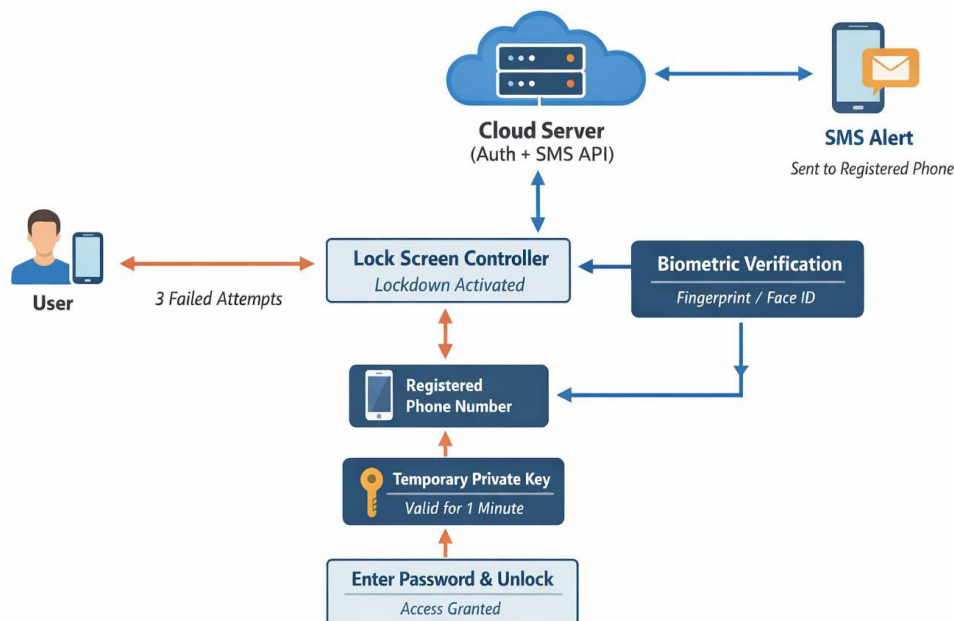 Cloud Server
(Auth + SMS API)
SMS Alert
Sent to Registered Phone
User
3 Failed Attempts
Lock Screen Controller
Lockdown Activated
Biometric Verification
Fingerprint / Face ID
Registered
Phone Number
Temporary Private Key
Valid for 1 Minute
Enter Password & Unlock
Access Granted